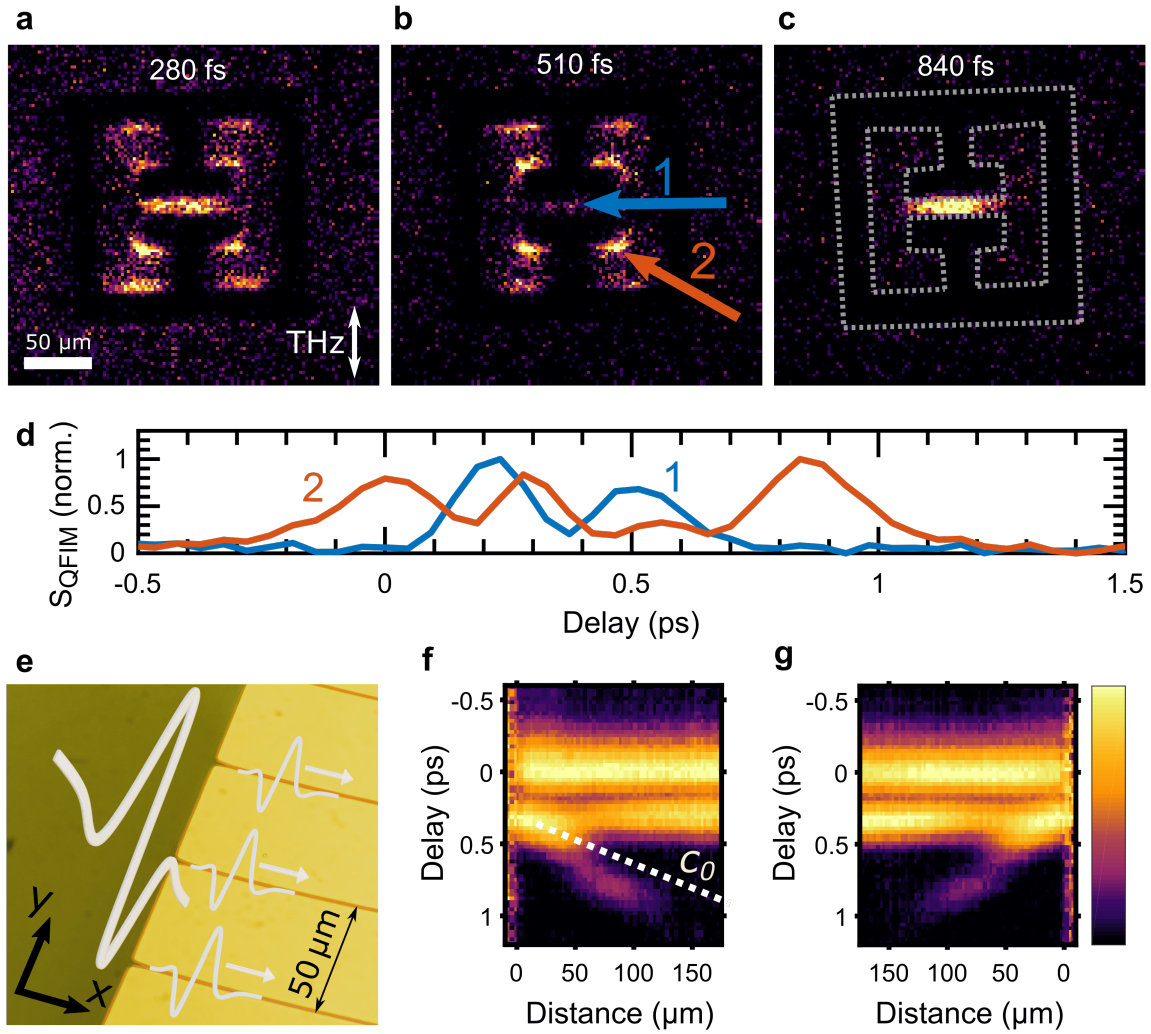 a
280 fs
50 µm
THz
b
510 fs
1
2
c
840 fs
d
S_QFIM (norm.)
1
0.5
0
2
1
-0.5
0
0.5
1
1.5
Delay (ps)
e
y
x
50 µm
f
Delay (ps)
-0.5
0
0.5
1
c₀
0
50
100
150
Distance (µm)
g
Delay (ps)
-0.5
0
0.5
1
150
100
50
0
Distance (µm)